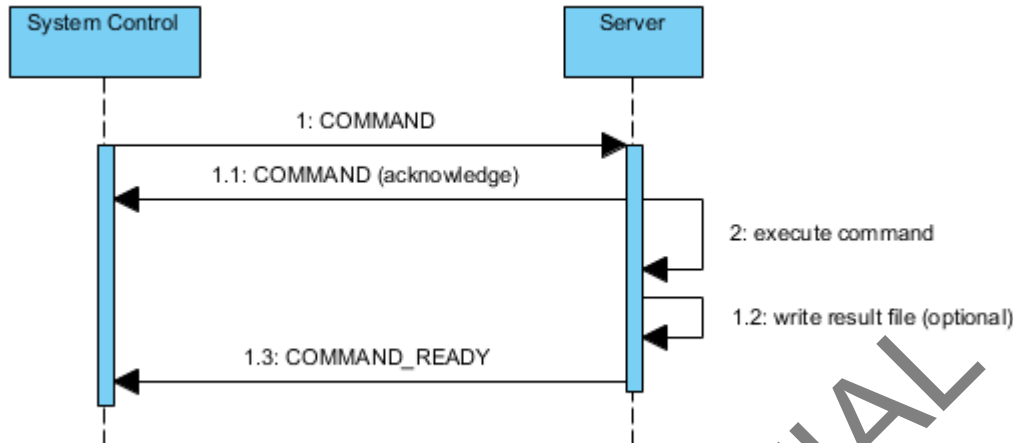 System Control
Server
1: COMMAND
1.1: COMMAND (acknowledge)
2: execute command
1.2: write result file (optional)
1.3: COMMAND_READY